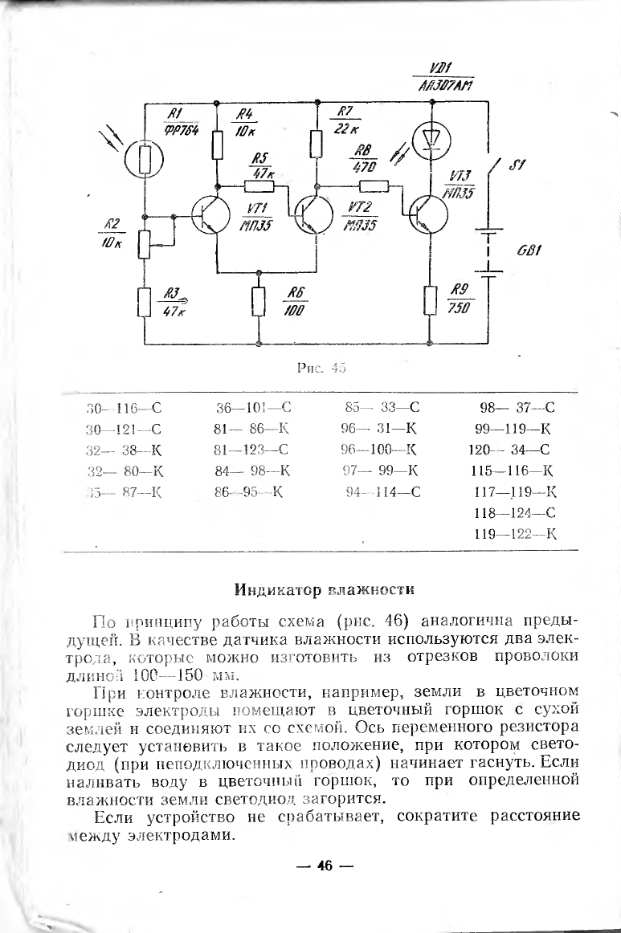 VD1
АЛ307АМ
R1
ФР764
R4
10к
R7
22к
R5
47к
R8
470
VT3
МП35
S1
R2
10к
VT1
МП35
VT2
МП35
GB1
R3
47к
R6
100
R9
750
Рис. 45
30—116—С 36—101—С 85— 33—С 98— 37—С
30—121—С 81— 86—К 96— 31—К 99—119—К
32— 38—К 81—123—С 96—100—К 120— 34—С
32— 80—К 84— 98—К 97— 99—К 115—116—К
87—К 86—95—К 94—114—С 117—119—К
118—124—С
119—122—К
Индикатор влажности
По принципу работы схема (рис. 46) аналогична преды-
дущей. В качестве датчика влажности используются два элек-
трода, которые можно изготовить из отрезков проволоки
длиной 100—150 мм.
При контроле влажности, например, земли в цветочном
горшке электроды помещают в цветочный горшок с сухой
землей и соединяют их со схемой. Ось переменного резистора
следует установить в такое положение, при котором свето-
диод (при неподключенных проводах) начинает гаснуть. Если
наливать воду в цветочный горшок, то при определенной
влажности земли светодиод загорится.
Если устройство не срабатывает, сократите расстояние
между электродами.
— 46 —